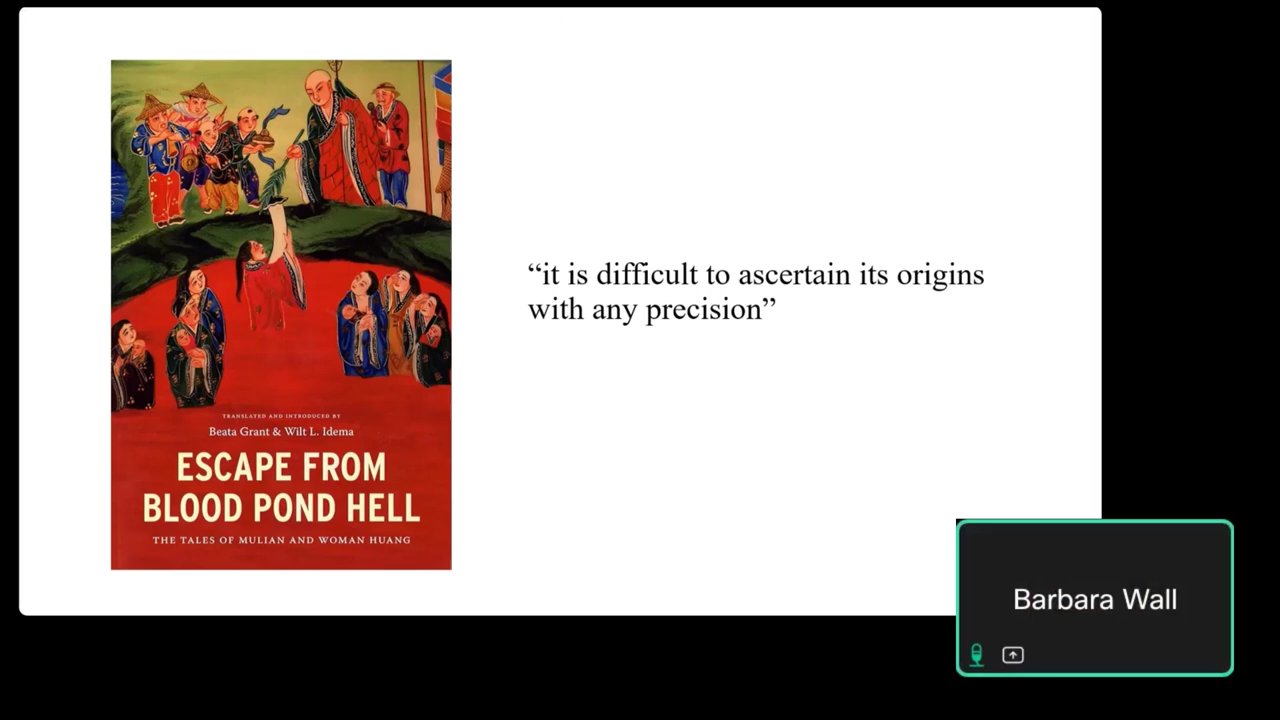 TRANSLATED AND INTRODUCED BY
Beata Grant & Wilt L. Idema
ESCAPE FROM
BLOOD POND HELL
THE TALES OF MULIAN AND WOMAN HUANG
“it is difficult to ascertain its origins
with any precision”
Barbara Wall